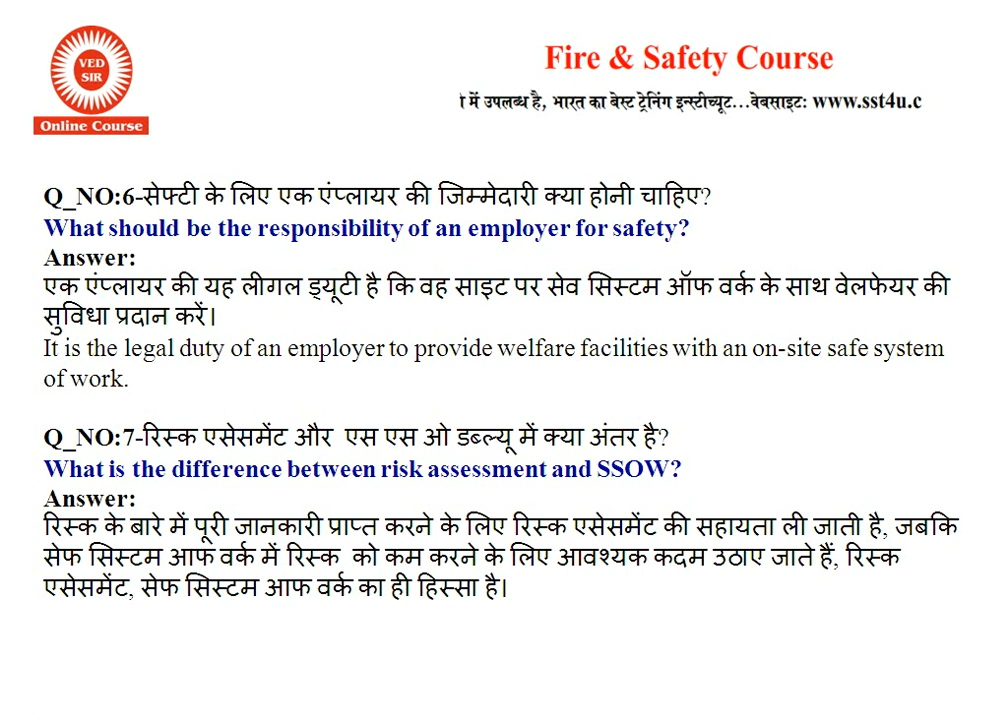 VED
SIR
Online Course
Fire & Safety Course
में उपलब्ध है, भारत का बेस्ट ट्रेनिंग इन्स्टीच्यूट...वेबसाइट: www.sst4u.c
Q_NO:6-सेफ्टी के लिए एक एंप्लायर की जिम्मेदारी क्या होनी चाहिए?
What should be the responsibility of an employer for safety?
Answer:
एक एंप्लायर की यह लीगल ड्यूटी है कि वह साइट पर सेव सिस्टम ऑफ वर्क के साथ वेलफेयर की
सुविधा प्रदान करें।
It is the legal duty of an employer to provide welfare facilities with an on-site safe system
of work.
Q_NO:7-रिस्क एसेसमेंट और एस एस ओ डब्ल्यू में क्या अंतर है?
What is the difference between risk assessment and SSOW?
Answer:
रिस्क के बारे में पूरी जानकारी प्राप्त करने के लिए रिस्क एसेसमेंट की सहायता ली जाती है, जबकि
सेफ सिस्टम आफ वर्क में रिस्क को कम करने के लिए आवश्यक कदम उठाए जाते हैं, रिस्क
एसेसमेंट, सेफ सिस्टम आफ वर्क का ही हिस्सा है।